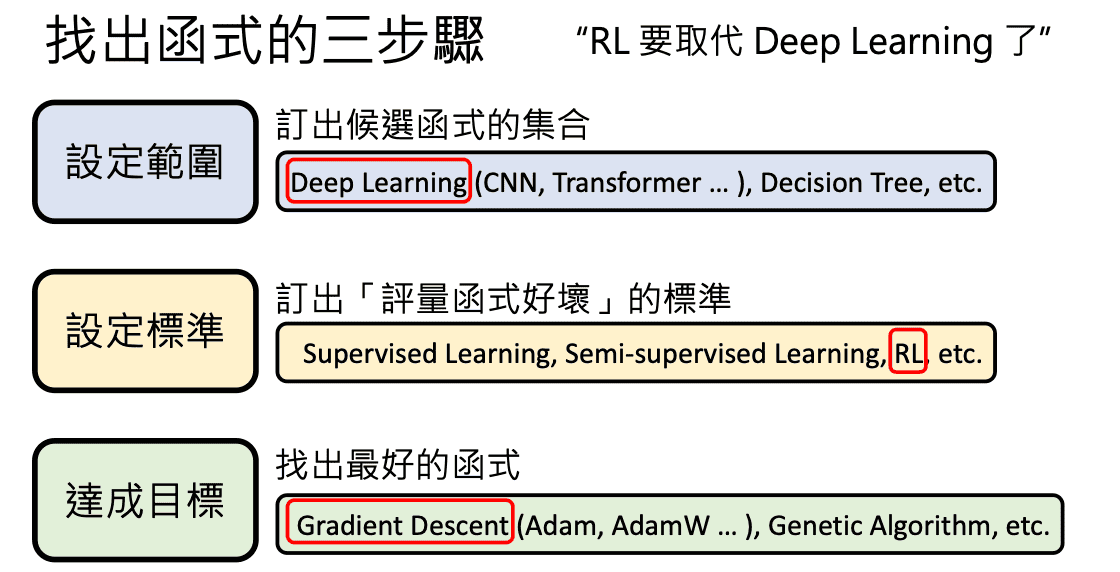 找出函式的三步驟
“RL 要取代 Deep Learning 了”
設定範圍
訂出候選函式的集合
Deep Learning (CNN, Transformer … ), Decision Tree, etc.
設定標準
訂出「評量函式好壞」的標準
Supervised Learning, Semi-supervised Learning, RL, etc.
達成目標
找出最好的函式
Gradient Descent (Adam, AdamW … ), Genetic Algorithm, etc.